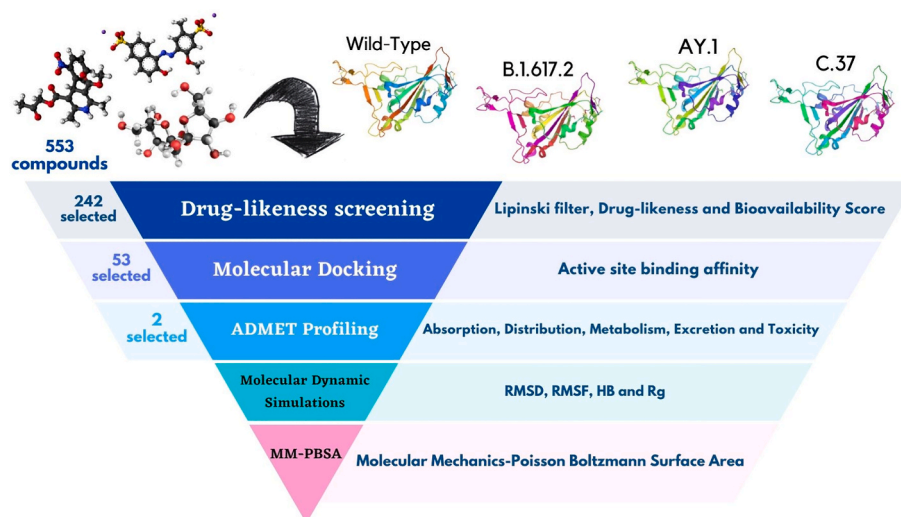 Wild-Type
B.1.617.2
AY.1
C.37
553
compounds
242
selected
Drug-likeness screening
Lipinski filter, Drug-likeness and Bioavailability Score
53
selected
Molecular Docking
Active site binding affinity
2
selected
ADMET Profiling
Absorption, Distribution, Metabolism, Excretion and Toxicity
Molecular Dynamic
Simulations
RMSD, RMSF, HB and Rg
MM-PBSA
Molecular Mechanics-Poisson Boltzmann Surface Area